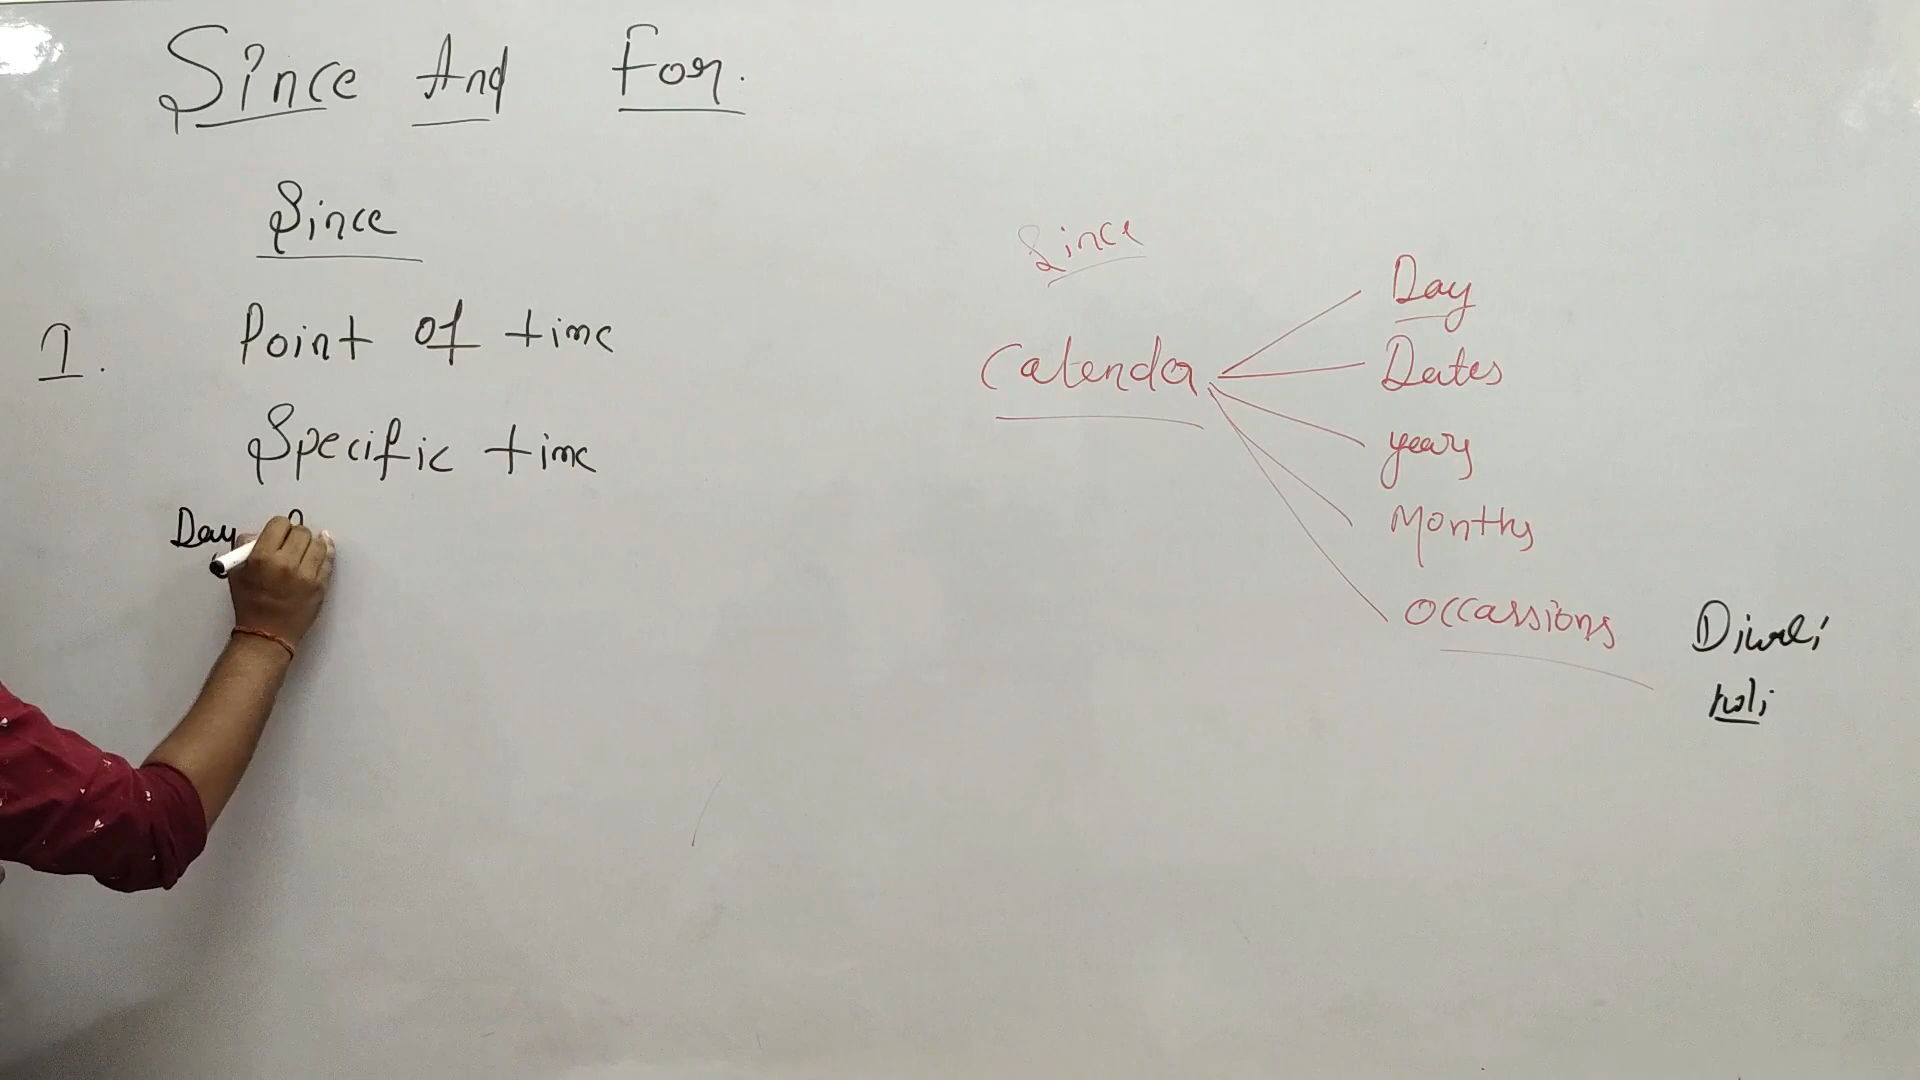 Since And For.
Since
1. Point of time
Specific time
Day
Since
Calendar
Day
Dates
years
Months
Occassions
Diwali
holi